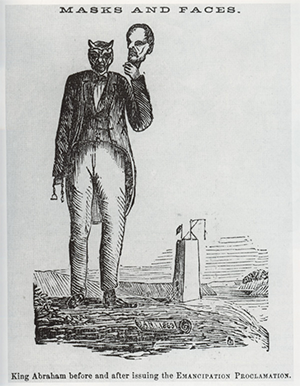 MASKS AND FACES.
King Abraham before and after issuing the EMANCIPATION PROCLAMATION.